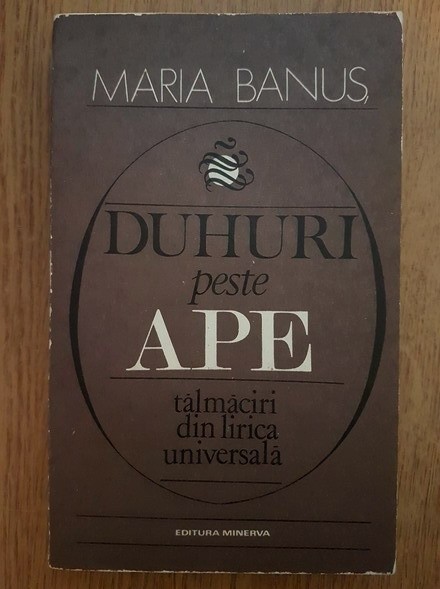 MARIA BANUȘ
DUHURI
peste
APE
tălmăciri
din lirica
universală
EDITURA MINERVA